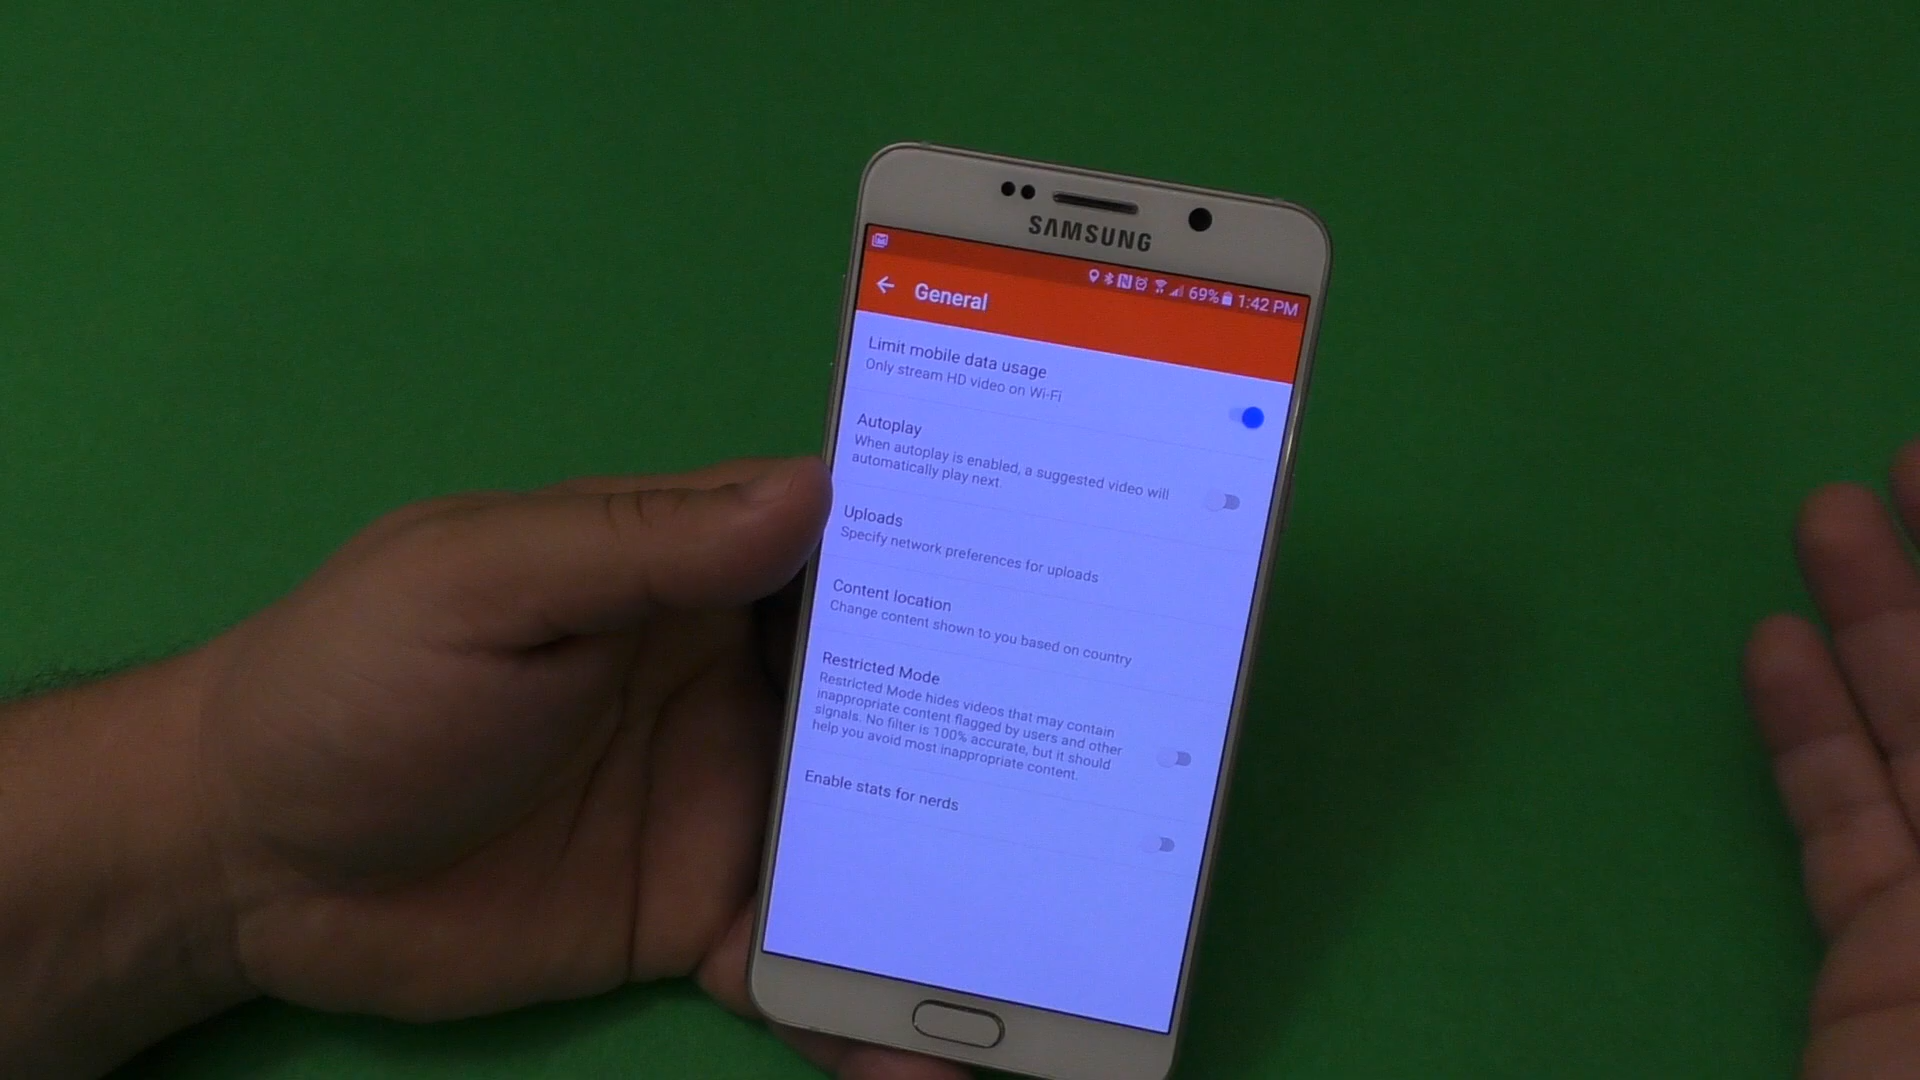 SAMSUNG
69% 1:42 PM
General
Limit mobile data usage
Only stream HD video on Wi-Fi
Autoplay
When autoplay is enabled, a suggested video will
automatically play next.
Uploads
Specify network preferences for uploads
Content location
Change content shown to you based on country
Restricted Mode
Restricted Mode hides videos that may contain
inappropriate content flagged by users and other
signals. No filter is 100% accurate, but it should
help you avoid most inappropriate content.
Enable stats for nerds